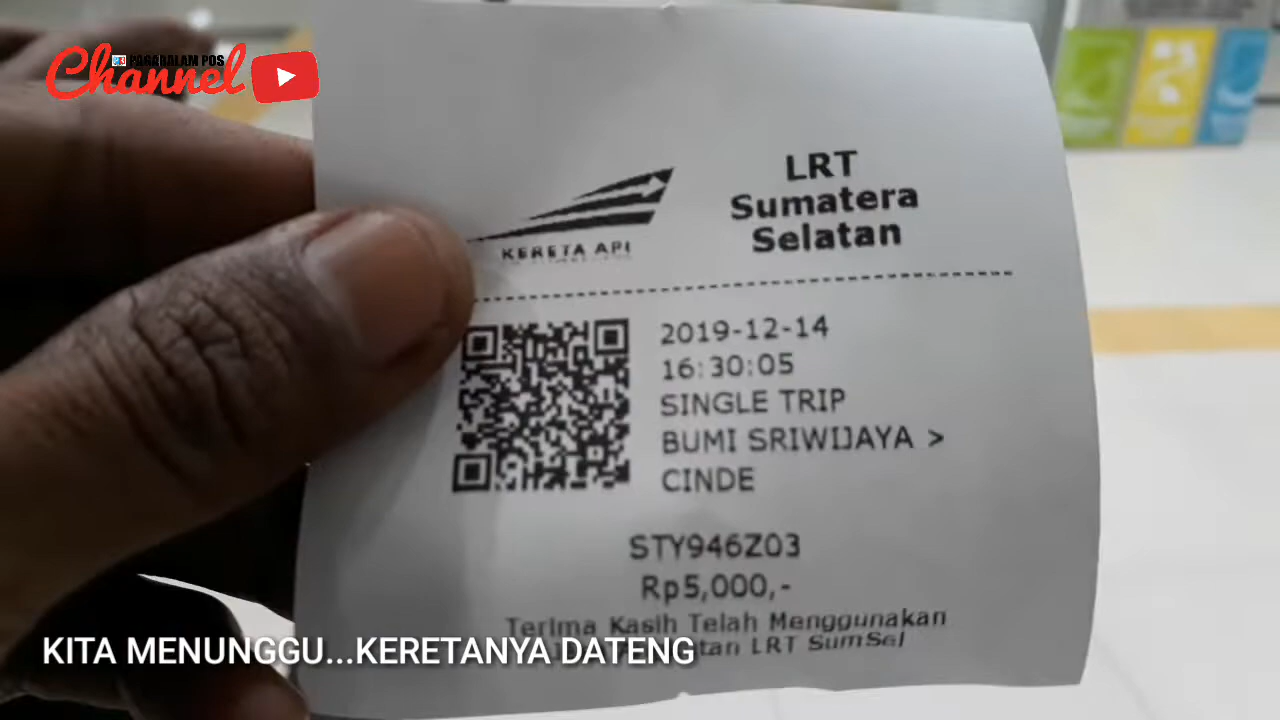 PAGARALAM POS
Channel
KERETA API
LRT
Sumatera
Selatan
2019-12-14
16:30:05
SINGLE TRIP
BUMI SRIWIJAYA >
CINDE
STY946Z03
Rp5,000,-
Terima Kasih Telah Menggunakan
LRT SumSel
KITA MENUNGGU...KERETANYA DATENG